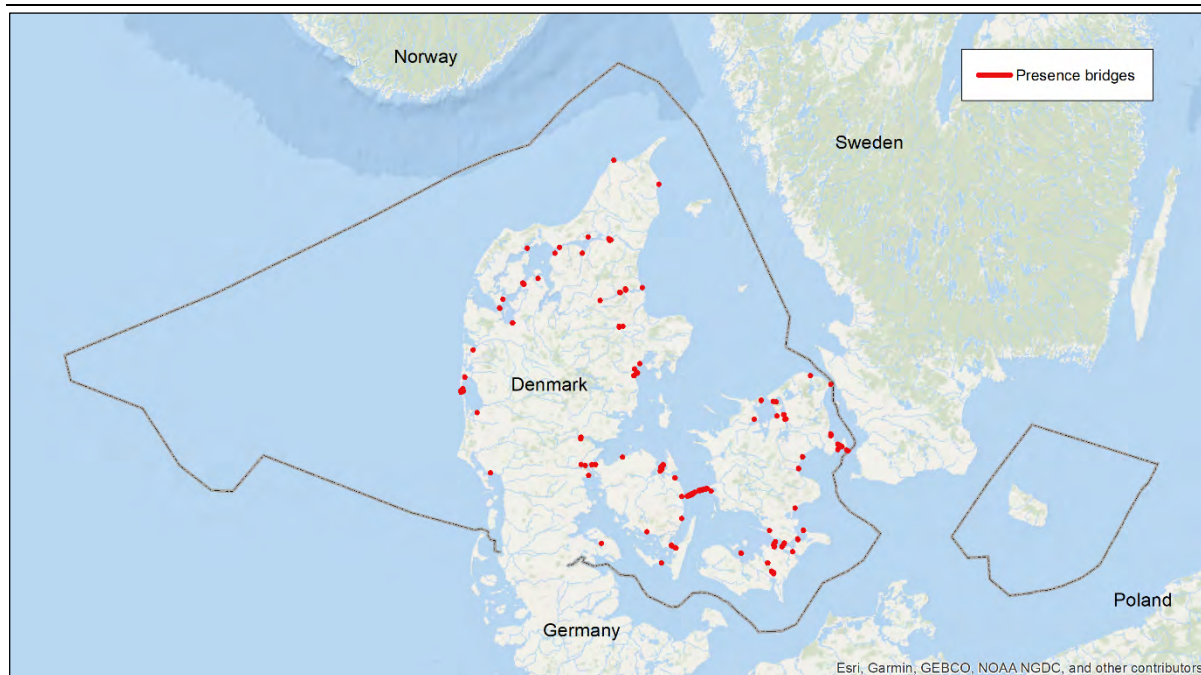 Norway
Presence bridges
Sweden
Denmark
Poland
Germany
Esri, Garmin, GEBCO, NOAA NGDC, and other contributors